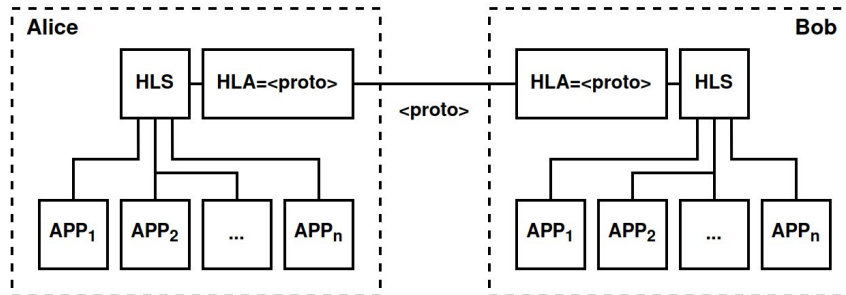 Alice
Bob
HLS HLA=<proto>
<proto>
HLA=<proto> HLS
APP₁ APP₂ ... APPₙ
APP₁ APP₂ ... APPₙ